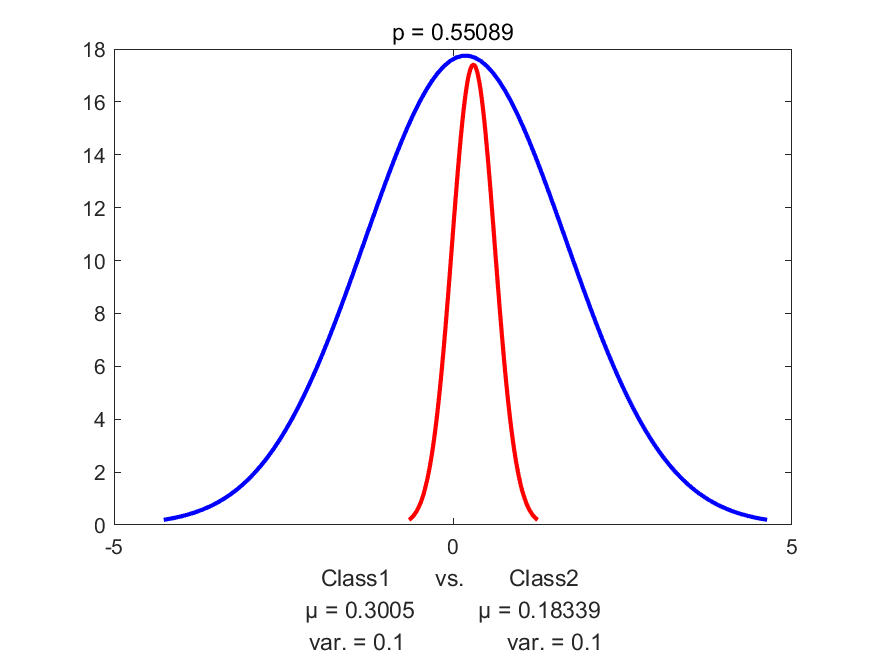 p = 0.55089
18
16
14
12
10
8
6
4
2
0
-5 0 5
Class1 vs. Class2
μ = 0.3005 μ = 0.18339
var. = 0.1 var. = 0.1